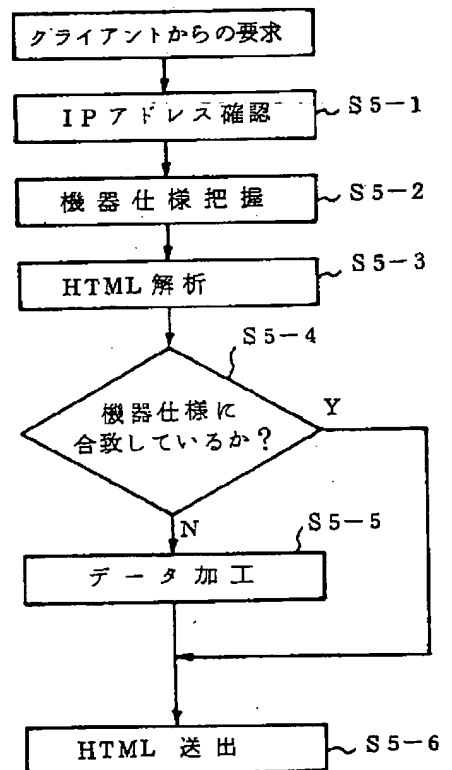 クライアントからの要求
IPアドレス確認
S5-1
機器仕様把握
S5-2
HTML解析
S5-3
S5-4
機器仕様に
合致しているか?
Y
N
S5-5
データ加工
HTML 送出
S5-6